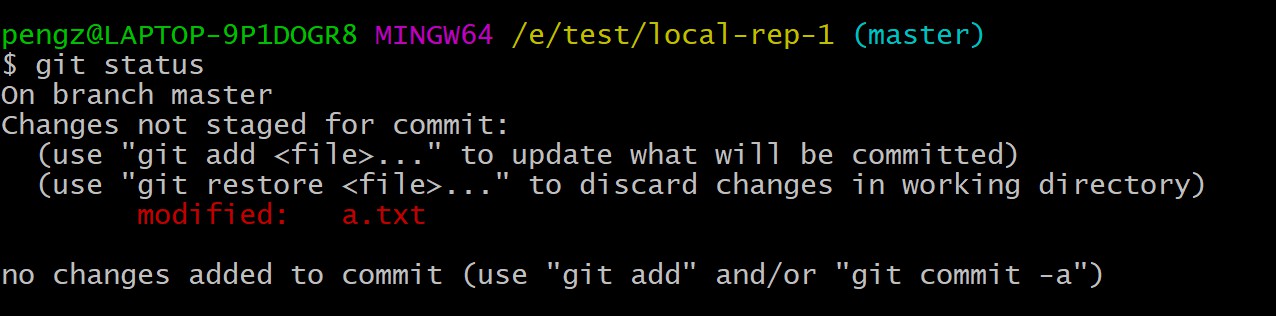 pengz@LAPTOP-9P1DOGR8 MINGW64 /e/test/local-rep-1 (master)
$ git status
On branch master
Changes not staged for commit:
  (use "git add <file>..." to update what will be committed)
  (use "git restore <file>..." to discard changes in working directory)
        modified:   a.txt

no changes added to commit (use "git add" and/or "git commit -a")